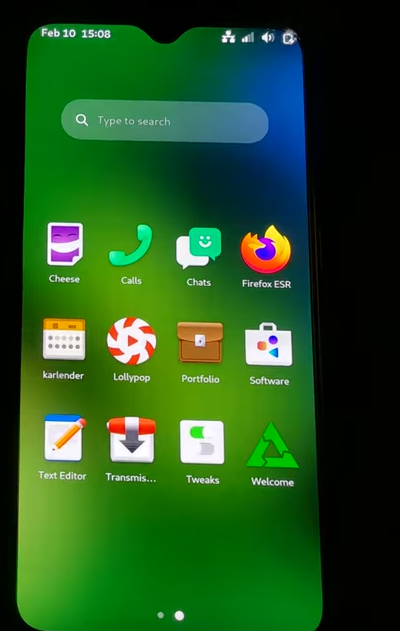 Feb 10 15:08
Type to search
Cheese Calls Chats Firefox ESR
karlender Lollypop Portfolio Software
Text Editor Transmis... Tweaks Welcome